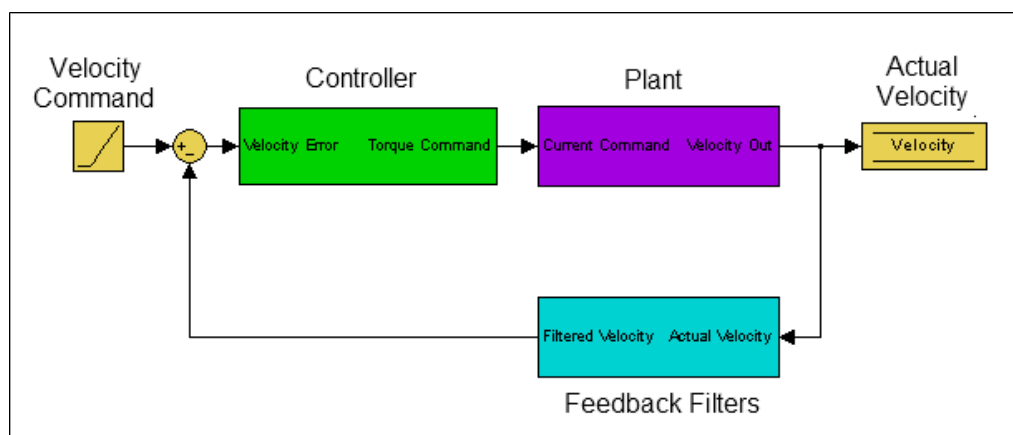 Velocity
Command
Controller
Plant
Actual
Velocity
+
-
Velocity Error
Torque Command
Current Command
Velocity Out
Velocity
Filtered Velocity
Actual Velocity
Feedback Filters